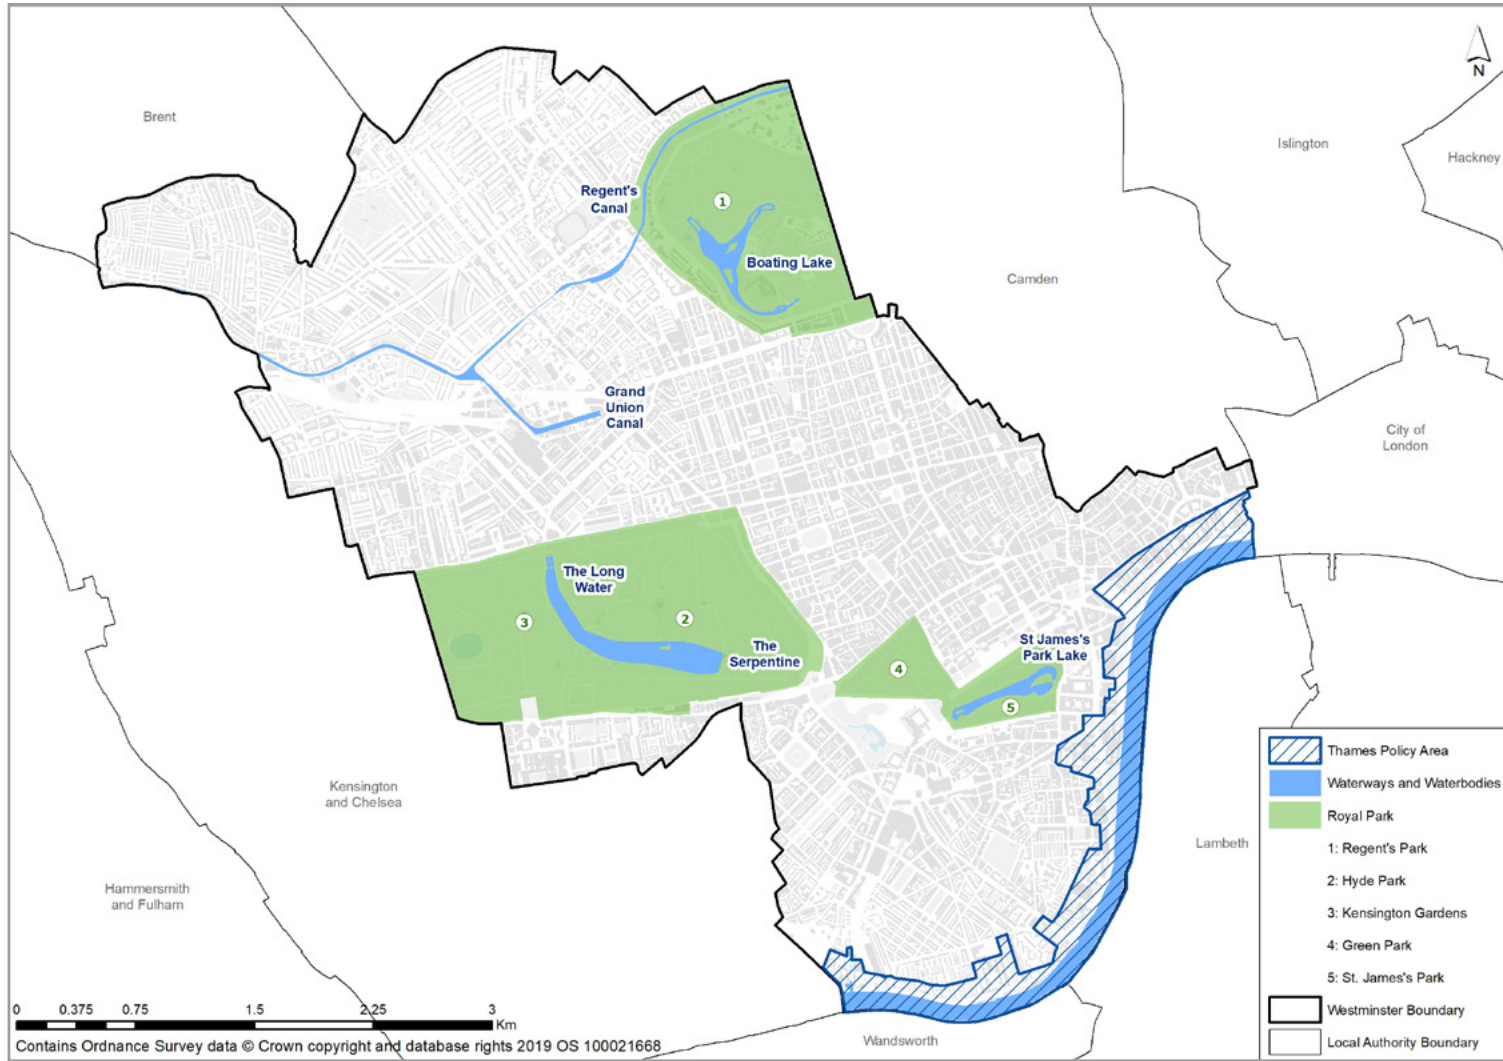 N
Brent
Islington
Hackney
Regent's
Canal
1
Boating Lake
Camden
Grand
Union
Canal
City of
London
The Long
Water
3
2
The
Serpentine
4
St James's
Park Lake
5
Kensington
and Chelsea
Lambeth
Hammersmith
and Fulham
Wandsworth
Thames Policy Area
Waterways and Waterbodies
Royal Park
1: Regent's Park
2: Hyde Park
3: Kensington Gardens
4: Green Park
5: St. James's Park
Westminster Boundary
Local Authority Boundary
0 0.375 0.75 1.5 2.25 3
Km
Contains Ordnance Survey data © Crown copyright and database rights 2019 OS 100021668